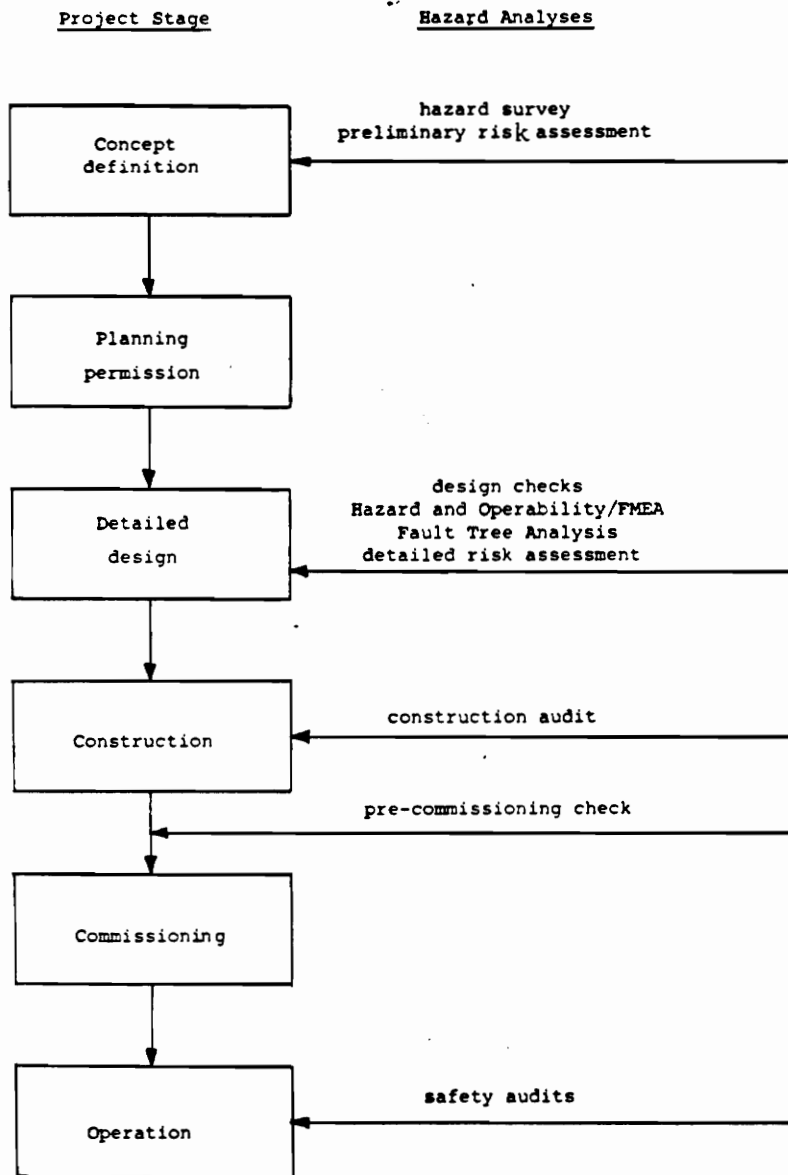 Project Stage Hazard Analyses
hazard survey
preliminary risk assessment
Concept
definition
Planning
permission
design checks
Hazard and Operability/FMEA
Fault Tree Analysis
detailed risk assessment
Detailed
design
construction audit
Construction
pre-commissioning check
Commissioning
safety audits
Operation